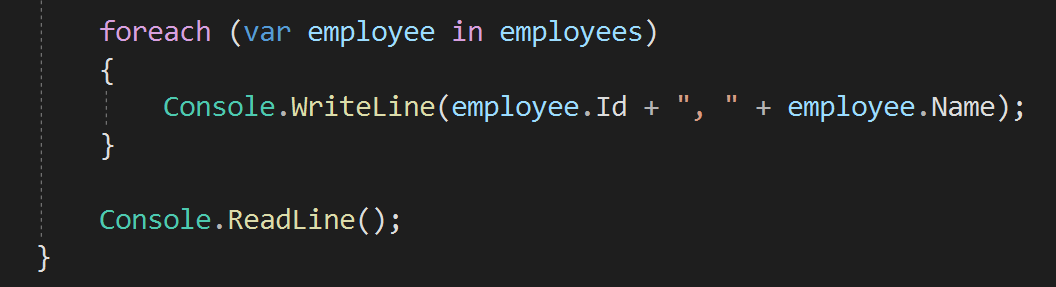 foreach (var employee in employees)
{
    Console.WriteLine(employee.Id + ", " + employee.Name);
}

Console.ReadLine();
}